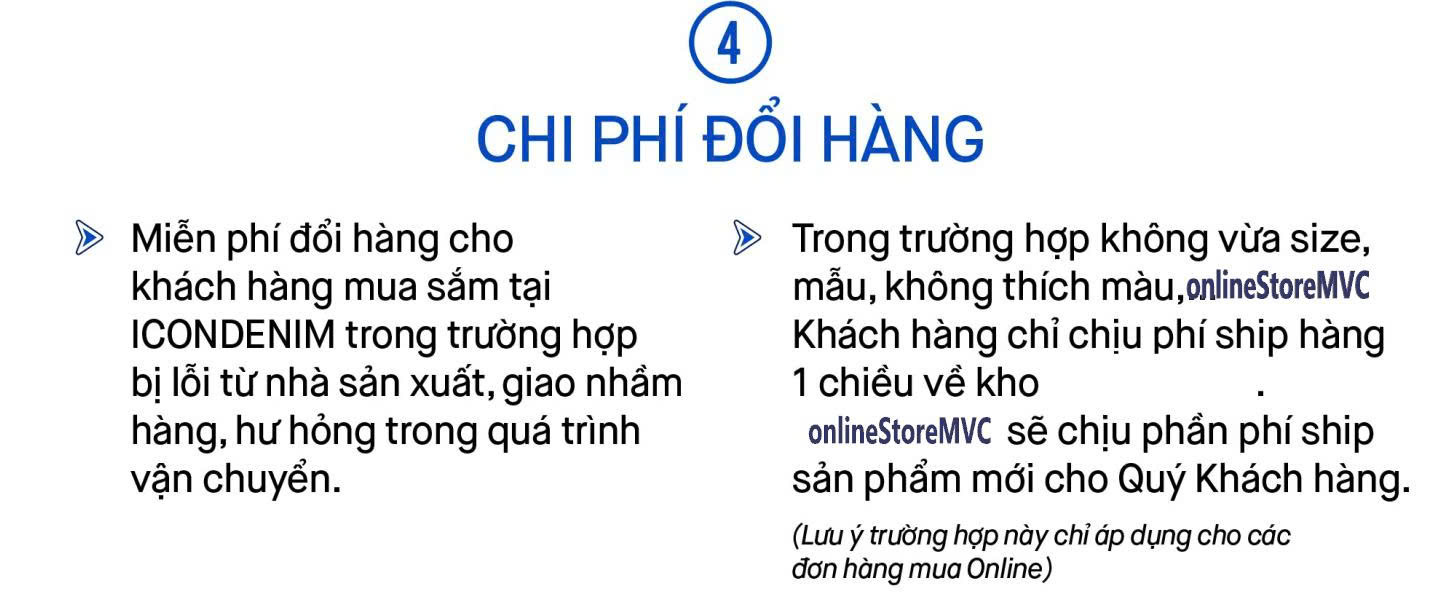 4
CHI PHÍ ĐỔI HÀNG
Miễn phí đổi hàng cho
khách hàng mua sắm tại
ICONDENIM trong trường hợp
bị lỗi từ nhà sản xuất, giao nhầm
hàng, hư hỏng trong quá trình
vận chuyển.
Trong trường hợp không vừa size,
mẫu, không thích màu,...onlineStoreMVC
Khách hàng chỉ chịu phí ship hàng
1 chiều về kho .
onlineStoreMVC sẽ chịu phần phí ship
sản phẩm mới cho Quý Khách hàng.
(Lưu ý trường hợp này chỉ áp dụng cho các
đơn hàng mua Online)